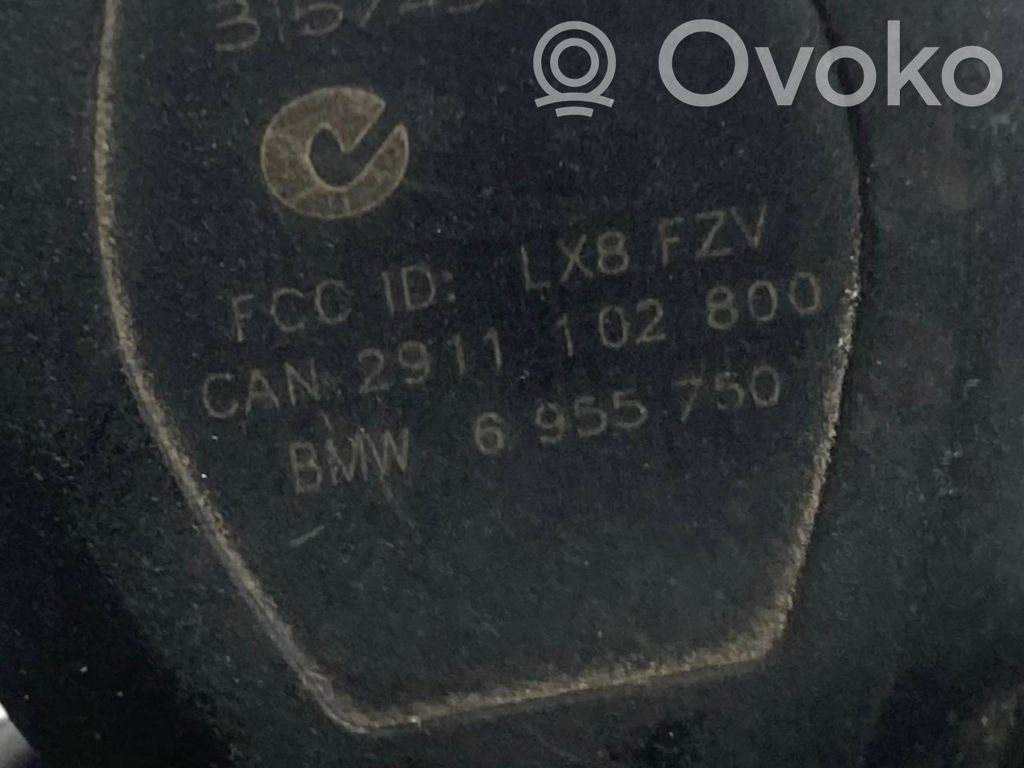 Ovoko
FCC ID: LX8 FZV
CAN 2911 102 800
BMW 6 955 750